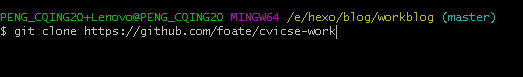 PENG_CQING20+Lenovo@PENG_CQING20 MINGW64 /e/hexo/blog/workblog (master)
$ git clone https://github.com/foate/cvicse-work